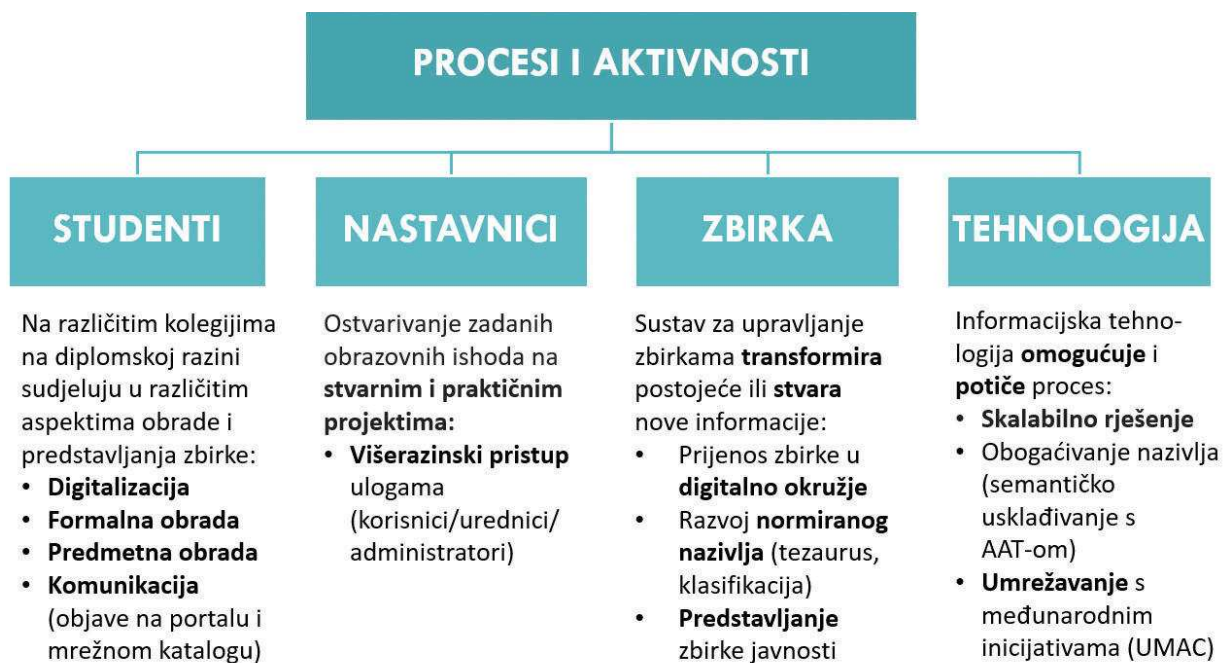 PROCESI I AKTIVNOSTI
STUDENTI
Na različitim kolegijima
na diplomskoj razini
sudjeluju u različitim
aspektima obrade i
predstavljanja zbirke:
• Digitalizacija
• Formalna obrada
• Predmetna obrada
• Komunikacija
(objave na portalu i
mrežnom katalogu)
NASTAVNICI
Ostvarivanje zadanih
obrazovnih ishoda na
stvarnim i praktičnim
projektima:
• Višerazinski pristup
ulogama
(korisnici/urednici/
administratori)
ZBIRKA
Sustav za upravljanje
zbirkama transformira
postojeće ili stvara
nove informacije:
• Prijenos zbirke u
digitalno okružje
• Razvoj normiranog
nazivlja (tezaurus,
klasifikacija)
• Predstavljanje
zbirke javnosti
TEHNOLOGIJA
Informacijska tehno-
logija omogućuje i
potiče proces:
• Skalabilno rješenje
• Obogaćivanje nazivlja
(semantičko
usklađivanje s
AAT-om)
• Umrežavanje s
međunarodnim
inicijativama (UMAC)